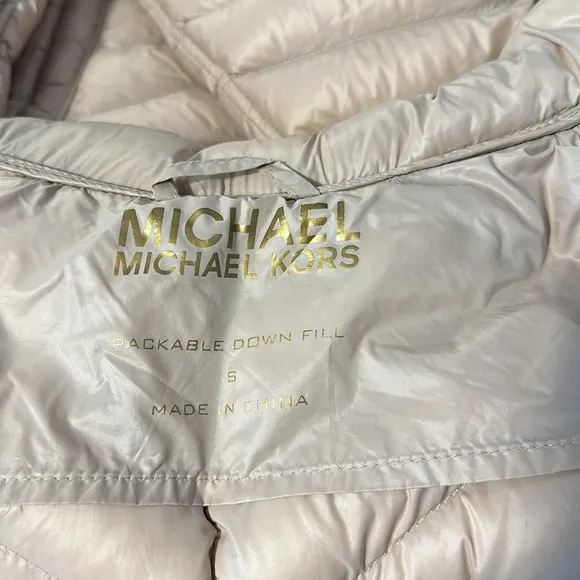 MICHAEL
MICHAEL KORS
PACKABLE DOWN FILL
S
MADE IN CHINA